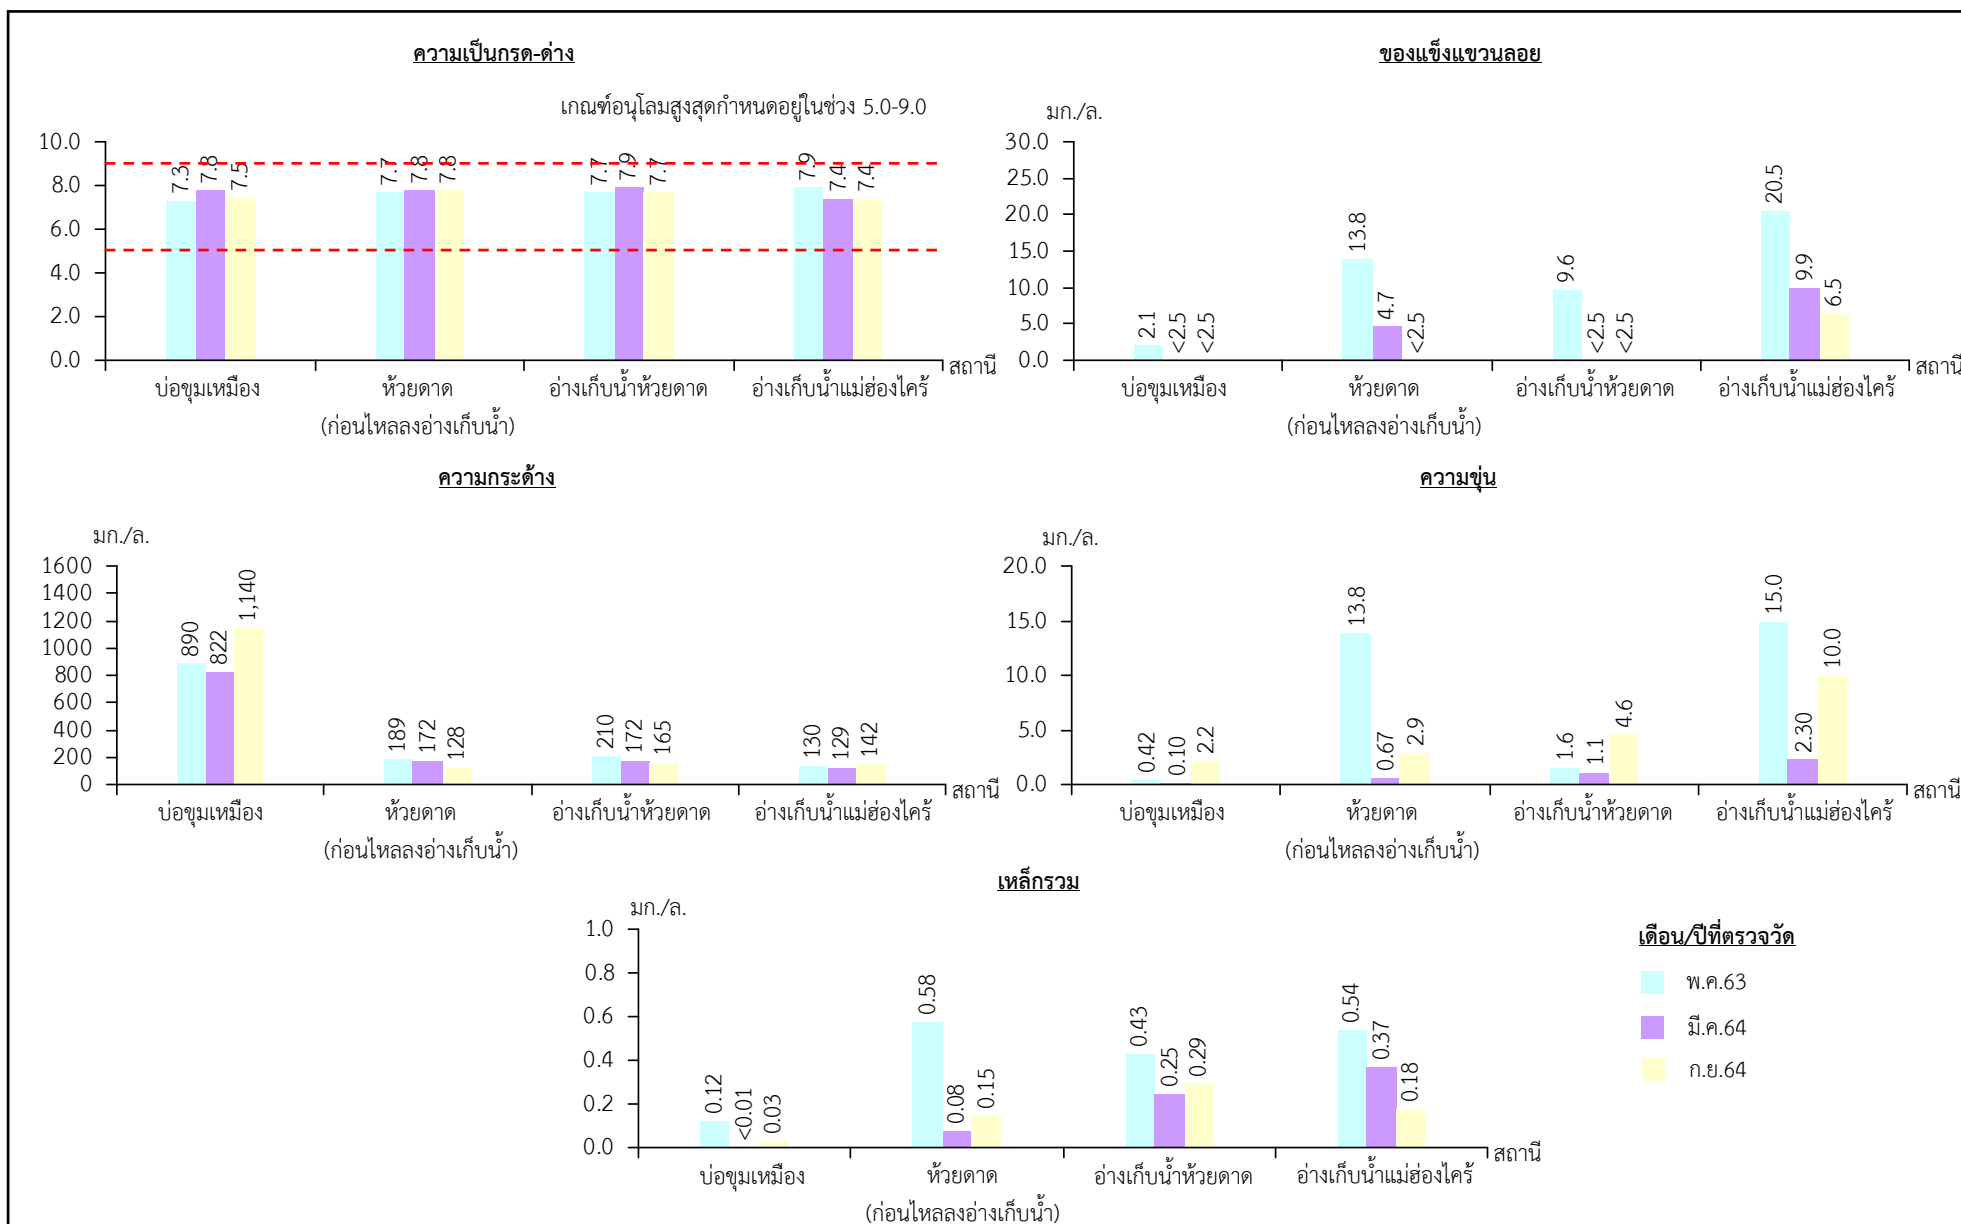 ความเป็นกรด-ด่าง
เกณฑ์อนุโลมสูงสุดกำหนดอยู่ในช่วง 5.0-9.0
10.0
8.0
6.0
4.0
2.0
0.0
7.3 7.8 7.5 7.7 7.8 7.8 7.7 7.9 7.7 7.9 7.4 7.4
สถานี
บ่อขุมเหมือง ห้วยดาด อ่างเก็บน้ำห้วยดาด อ่างเก็บน้ำแม่ฮ่องไคร้
(ก่อนไหลลงอ่างเก็บน้ำ)
ของแข็งแขวนลอย
มก./ล.
30.0
25.0
20.0
15.0
10.0
5.0
0.0
2.1 <2.5 <2.5 13.8 4.7 <2.5 9.6 <2.5 <2.5 20.5 9.9 6.5
สถานี
บ่อขุมเหมือง ห้วยดาด อ่างเก็บน้ำห้วยดาด อ่างเก็บน้ำแม่ฮ่องไคร้
(ก่อนไหลลงอ่างเก็บน้ำ)
ความกระด้าง
มก./ล.
1600
1400
1200
1000
800
600
400
200
0
890 822 1,140 189 172 128 210 172 165 130 129 142
สถานี
บ่อขุมเหมือง ห้วยดาด อ่างเก็บน้ำห้วยดาด อ่างเก็บน้ำแม่ฮ่องไคร้
(ก่อนไหลลงอ่างเก็บน้ำ)
ความขุ่น
มก./ล.
20.0
15.0
10.0
5.0
0.0
0.42 0.10 2.2 13.8 0.67 2.9 1.6 1.1 4.6 15.0 2.30 10.0
สถานี
บ่อขุมเหมือง ห้วยดาด อ่างเก็บน้ำห้วยดาด อ่างเก็บน้ำแม่ฮ่องไคร้
(ก่อนไหลลงอ่างเก็บน้ำ)
เหล็กรวม
มก./ล.
1.0
0.8
0.6
0.4
0.2
0.0
0.12 <0.01 0.03 0.58 0.08 0.15 0.43 0.25 0.29 0.54 0.37 0.18
สถานี
บ่อขุมเหมือง ห้วยดาด อ่างเก็บน้ำห้วยดาด อ่างเก็บน้ำแม่ฮ่องไคร้
(ก่อนไหลลงอ่างเก็บน้ำ)
เดือน/ปีที่ตรวจวัด
พ.ค.63
มี.ค.64
ก.ย.64